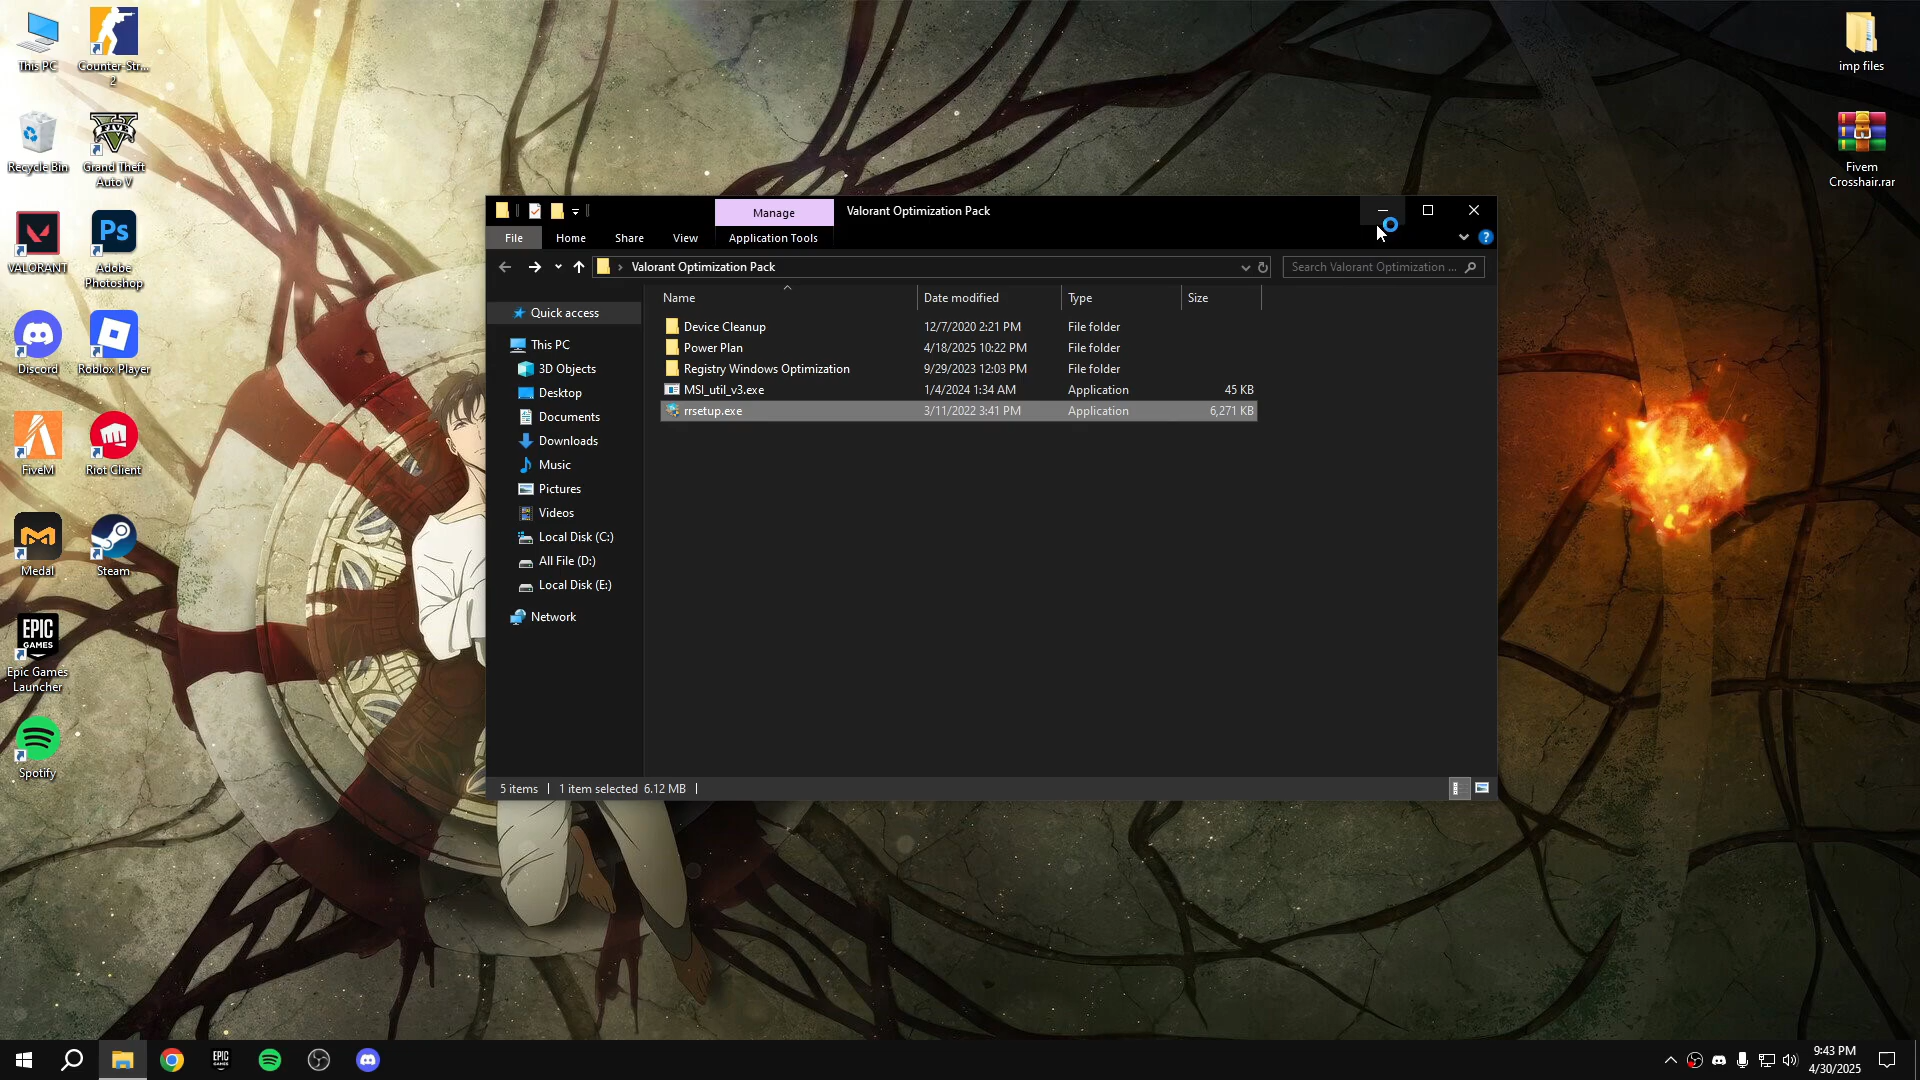 This PC
Counter-Str...
2
Recycle Bin
Grand Theft
Auto V
FIVE
VALORANT
Ps
Adobe
Photoshop
Discord
Roblox Player
FiveM
Riot Client
Medal
Steam
EPIC
GAMES
Epic Games
Launcher
Spotify
imp files
Fivem
Crosshair.rar
Manage
Valorant Optimization Pack
File
Home
Share
View
Application Tools
?
Valorant Optimization Pack
Search Valorant Optimization ...
Name
Date modified
Type
Size
Device Cleanup
12/7/2020 2:21 PM
File folder
Power Plan
4/18/2025 10:22 PM
File folder
Registry Windows Optimization
9/29/2023 12:03 PM
File folder
MSI_util_v3.exe
1/4/2024 1:34 AM
Application
45 KB
rrsetup.exe
3/11/2022 3:41 PM
Application
6,271 KB
Quick access
This PC
3D Objects
Desktop
Documents
Downloads
Music
Pictures
Videos
Local Disk (C:)
All File (D:)
Local Disk (E:)
Network
5 items
1 item selected 6.12 MB
EPIC
GAMES
9:43 PM
4/30/2025